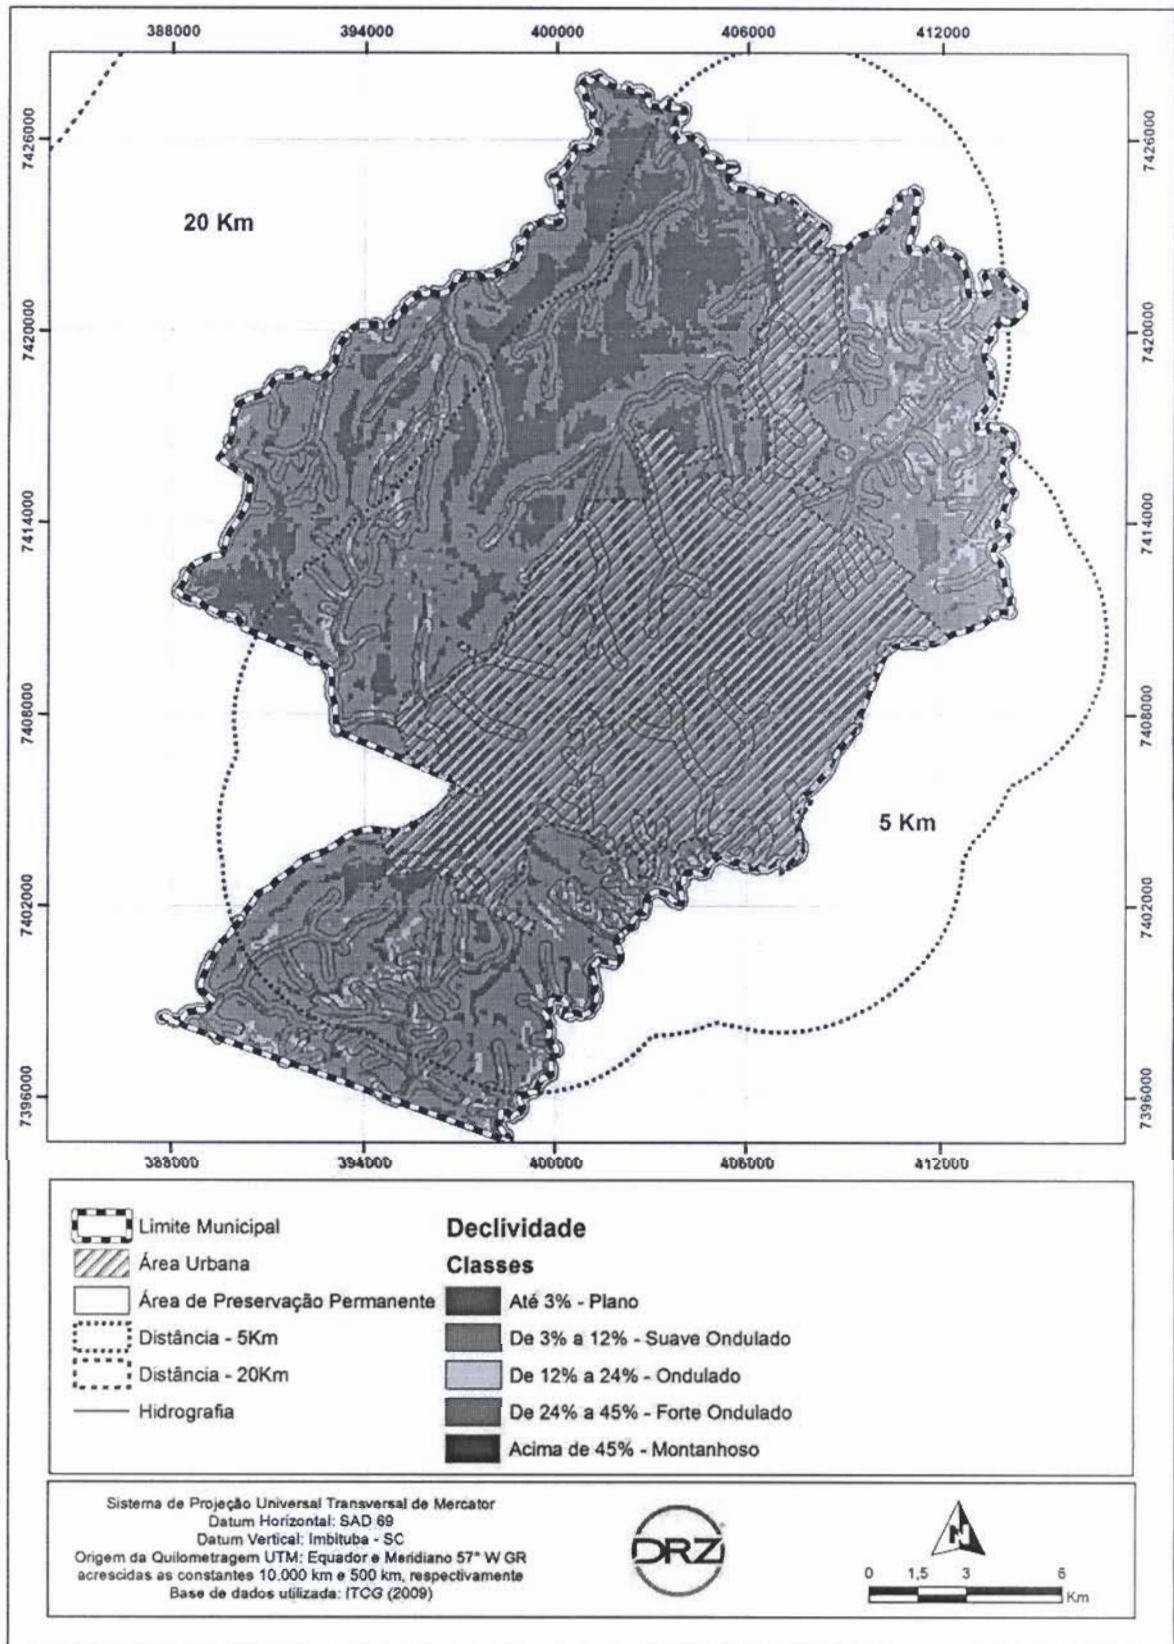 388000 394000 400000 406000 412000
7426000 7426000
20 Km
7420000 7420000
7414000 7414000
7408000 7408000
5 Km
7402000 7402000
7396000 7396000
388000 394000 400000 406000 412000
Limite Municipal
Área Urbana
Área de Preservação Permanente
Distância - 5Km
Distância - 20Km
Hidrografia
Declividade
Classes
Até 3% - Plano
De 3% a 12% - Suave Ondulado
De 12% a 24% - Ondulado
De 24% a 45% - Forte Ondulado
Acima de 45% - Montanhoso
Sistema de Projeção Universal Transversal de Mercator
Datum Horizontal: SAD 69
Datum Vertical: Imbituba - SC
Origem da Quilometragem UTM: Equador e Meridiano 57° W GR
acrescidas as constantes 10.000 km e 500 km, respectivamente
Base de dados utilizada: ITCG (2009)
DRZ
N
0 1,5 3 6
Km